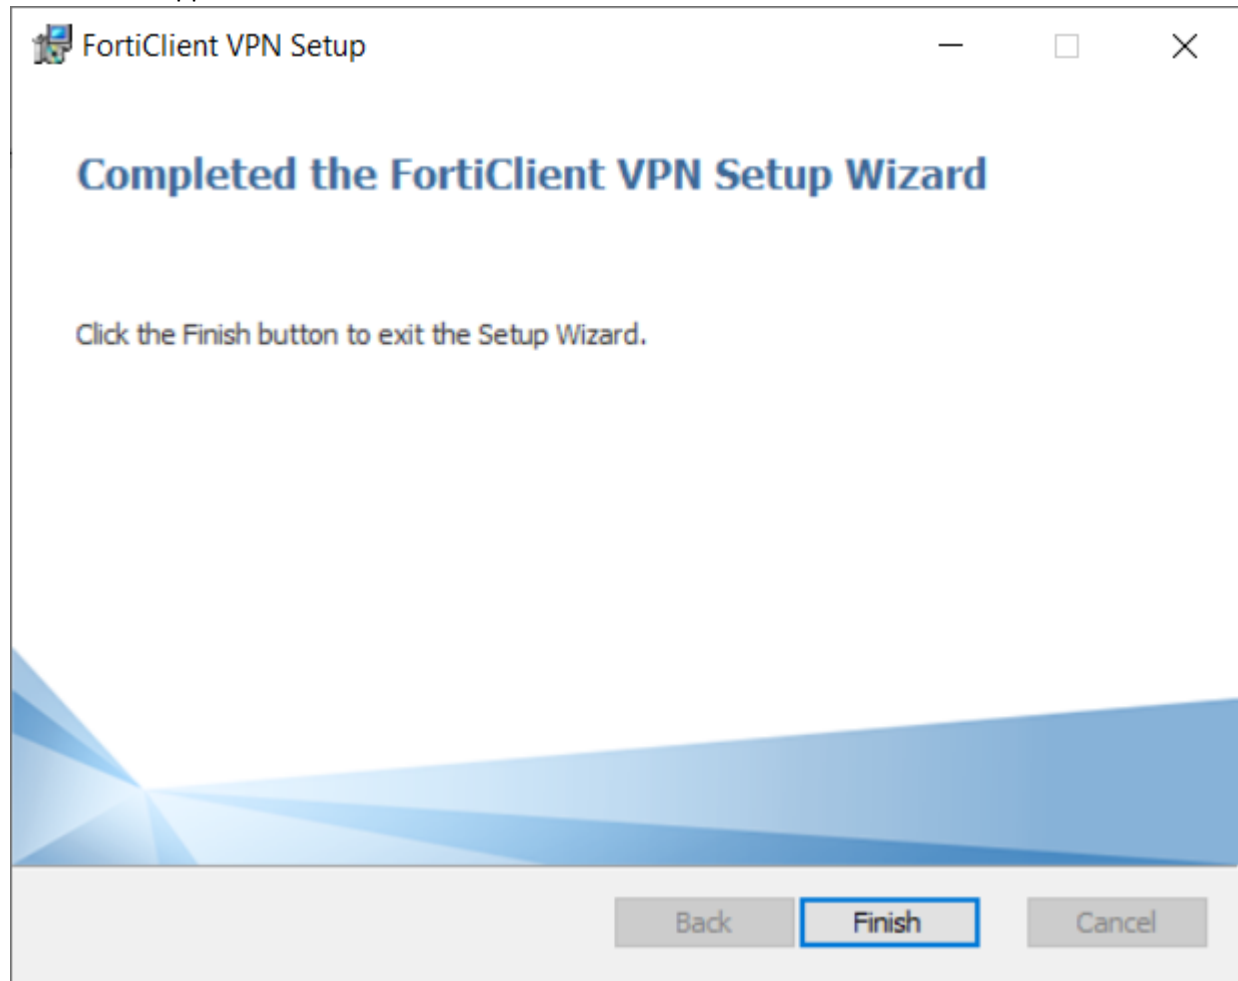 FortiClient VPN Setup
Completed the FortiClient VPN Setup Wizard
Click the Finish button to exit the Setup Wizard.
Back
Finish
Cancel